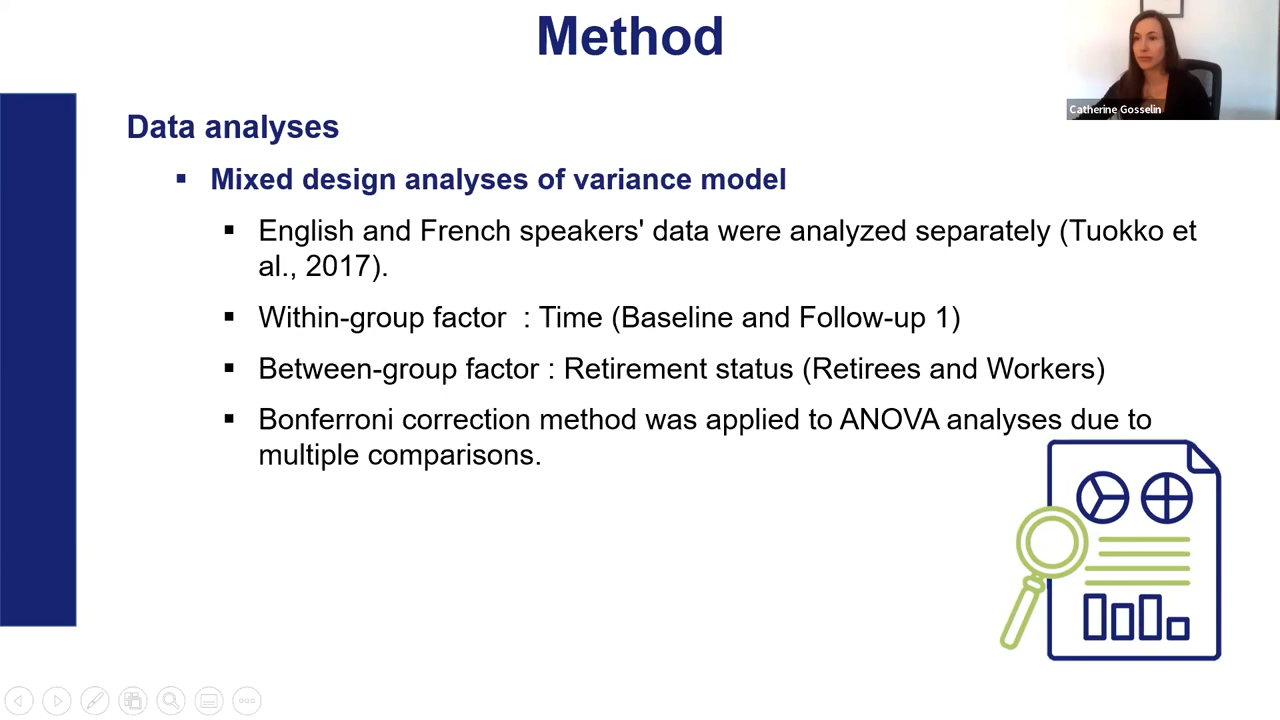 Method
Catherine Gosselin
Data analyses
▪ Mixed design analyses of variance model
▪ English and French speakers' data were analyzed separately (Tuokko et
al., 2017).
▪ Within-group factor : Time (Baseline and Follow-up 1)
▪ Between-group factor : Retirement status (Retirees and Workers)
▪ Bonferroni correction method was applied to ANOVA analyses due to
multiple comparisons.